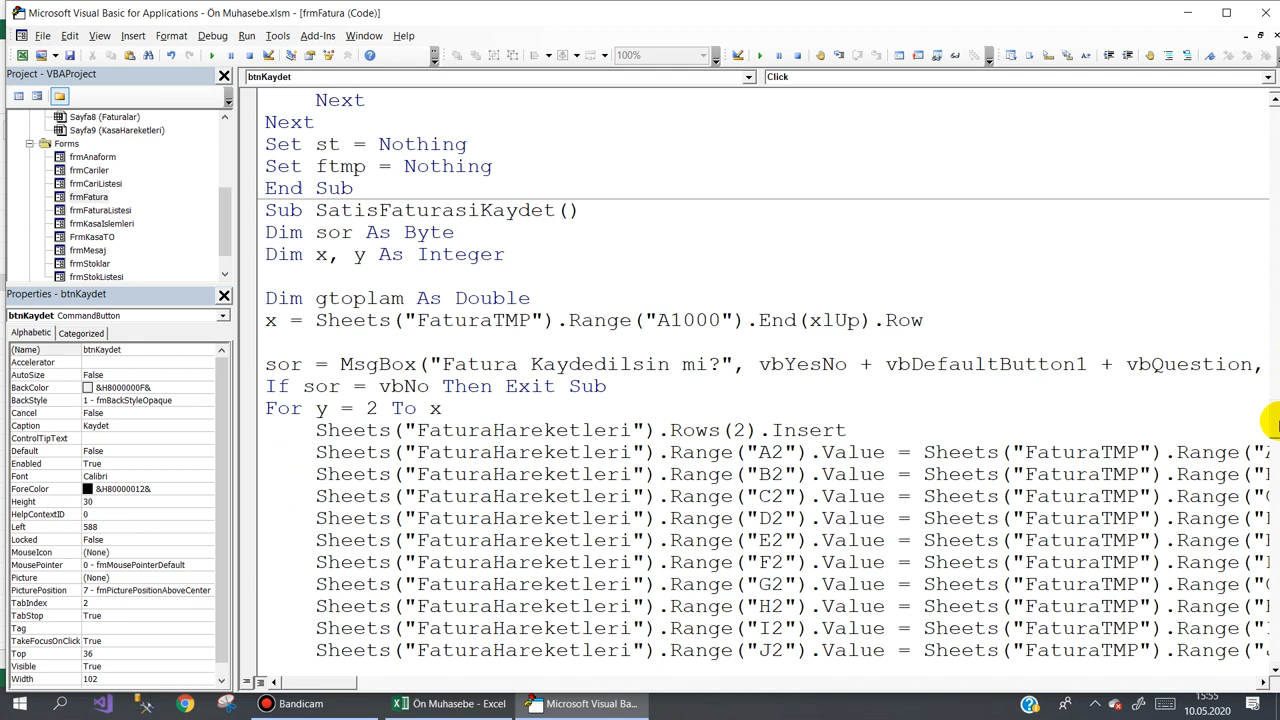 Microsoft Visual Basic for Applications - Ön Muhasebe.xlsm - [frmFatura (Code)]
File Edit View Insert Format Debug Run Tools Add-Ins Window Help
100%
Project - VBAProject
btnKaydet Click
Sayfa8 (Faturalar)
Sayfa9 (KasaHareketleri)
Forms
frmAnaform
frmCariler
frmCariListesi
frmFatura
frmFaturaListesi
frmKasaIslemleri
FrmKasaTO
frmMesaj
frmStoklar
frmStokListesi
Properties - btnKaydet
btnKaydet CommandButton
Alphabetic Categorized
(Name) btnKaydet
Accelerator
AutoSize False
BackColor &H8000000F&
BackStyle 1 - fmBackStyleOpaque
Cancel False
Caption Kaydet
ControlTipText
Default False
Enabled True
Font Calibri
ForeColor &H80000012&
Height 30
HelpContextID 0
Left 588
Locked False
MouseIcon (None)
MousePointer 0 - fmMousePointerDefault
Picture (None)
PicturePosition 7 - fmPicturePositionAboveCenter
TabIndex 2
TabStop True
Tag
TakeFocusOnClick True
Top 36
Visible True
Width 102
Next
Next
Set st = Nothing
Set ftmp = Nothing
End Sub
Sub SatisFaturasiKaydet()
Dim sor As Byte
Dim x, y As Integer
Dim gtoplam As Double
x = Sheets("FaturaTMP").Range("A1000").End(xlUp).Row
sor = MsgBox("Fatura Kaydedilsin mi?", vbYesNo + vbDefaultButton1 + vbQuestion,
If sor = vbNo Then Exit Sub
For y = 2 To x
Sheets("FaturaHareketleri").Rows(2).Insert
Sheets("FaturaHareketleri").Range("A2").Value = Sheets("FaturaTMP").Range("
Sheets("FaturaHareketleri").Range("B2").Value = Sheets("FaturaTMP").Range("
Sheets("FaturaHareketleri").Range("C2").Value = Sheets("FaturaTMP").Range("
Sheets("FaturaHareketleri").Range("D2").Value = Sheets("FaturaTMP").Range("
Sheets("FaturaHareketleri").Range("E2").Value = Sheets("FaturaTMP").Range("
Sheets("FaturaHareketleri").Range("F2").Value = Sheets("FaturaTMP").Range("
Sheets("FaturaHareketleri").Range("G2").Value = Sheets("FaturaTMP").Range("
Sheets("FaturaHareketleri").Range("H2").Value = Sheets("FaturaTMP").Range("
Sheets("FaturaHareketleri").Range("I2").Value = Sheets("FaturaTMP").Range("
Sheets("FaturaHareketleri").Range("J2").Value = Sheets("FaturaTMP").Range("
Bandicam Ön Muhasebe - Excel Microsoft Visual Ba...
15:55
10.05.2020